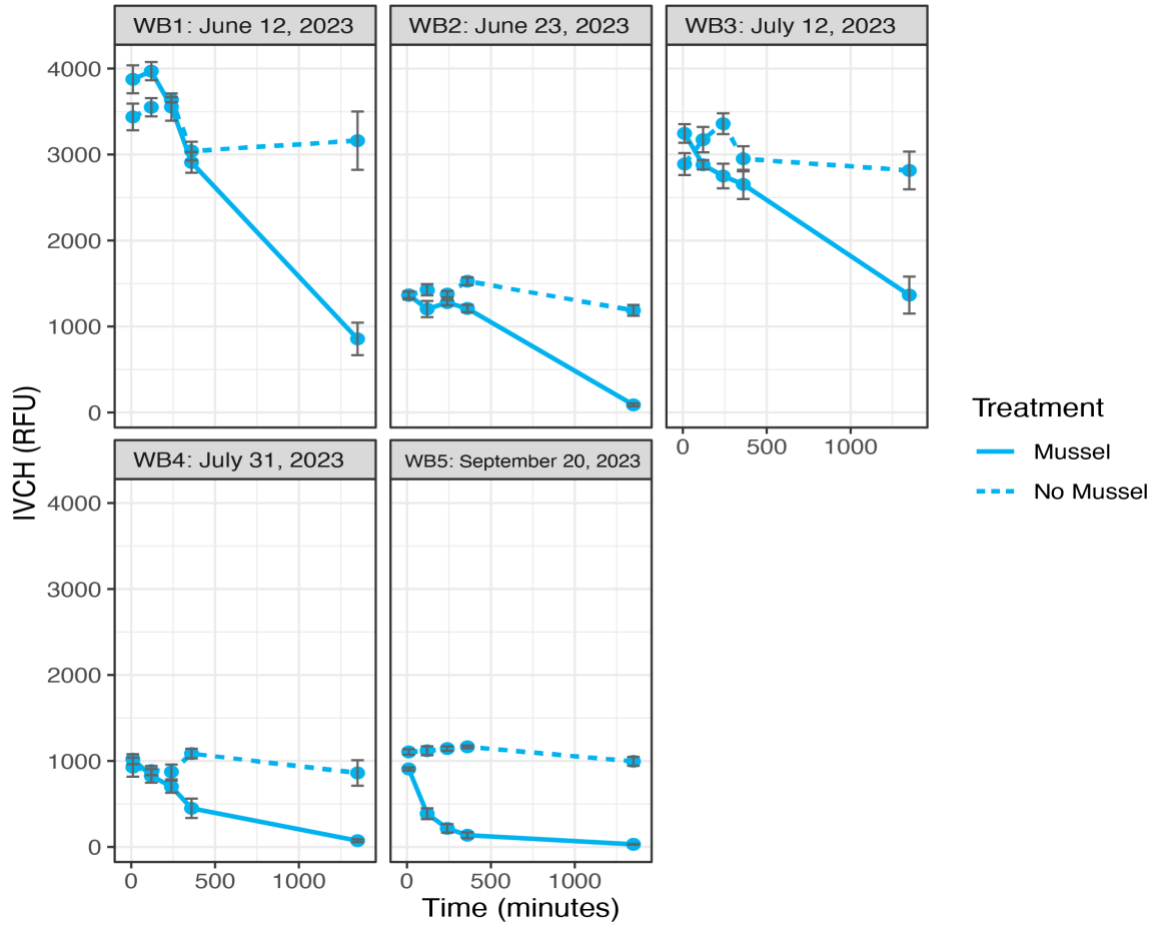 WB1: June 12, 2023
WB2: June 23, 2023
WB3: July 12, 2023
4000
3000
2000
1000
0
0
500
1000
WB4: July 31, 2023
WB5: September 20, 2023
4000
3000
2000
1000
0
0
500
1000
0
500
1000
IVCH (RFU)
Time (minutes)
Treatment
Mussel
No Mussel